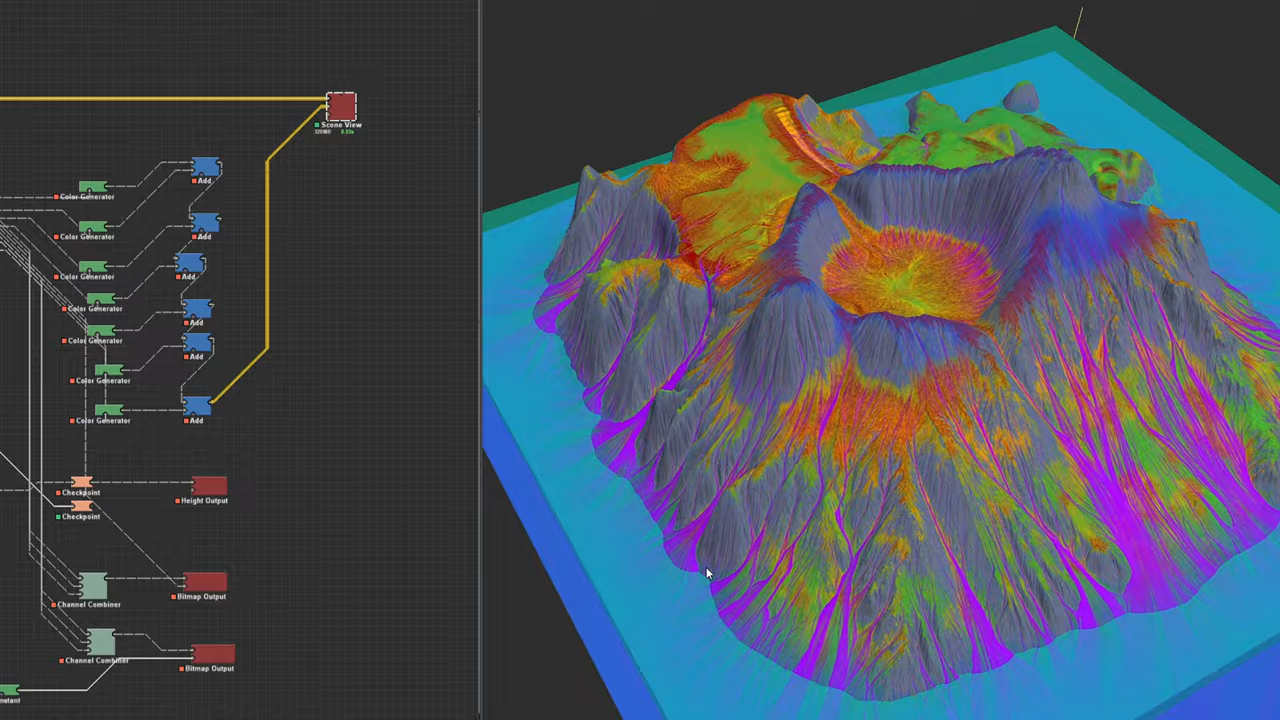 Scene View
Add
Color Generator
Add
Color Generator
Add
Color Generator
Color Generator
Add
Color Generator
Add
Color Generator
Color Generator
Add
Checkpoint
Height Output
Checkpoint
Bitmap Output
Channel Combiner
Channel Combiner
Bitmap Output
nstant